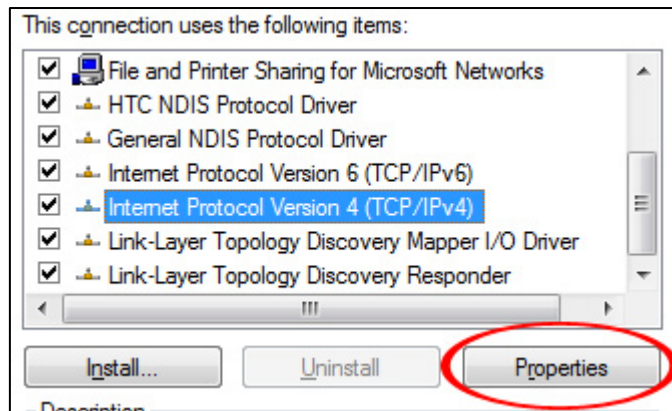 This connection uses the following items:
File and Printer Sharing for Microsoft Networks
HTC NDIS Protocol Driver
General NDIS Protocol Driver
Internet Protocol Version 6 (TCP/IPv6)
Internet Protocol Version 4 (TCP/IPv4)
Link-Layer Topology Discovery Mapper I/O Driver
Link-Layer Topology Discovery Responder
Install... Uninstall Properties
Description